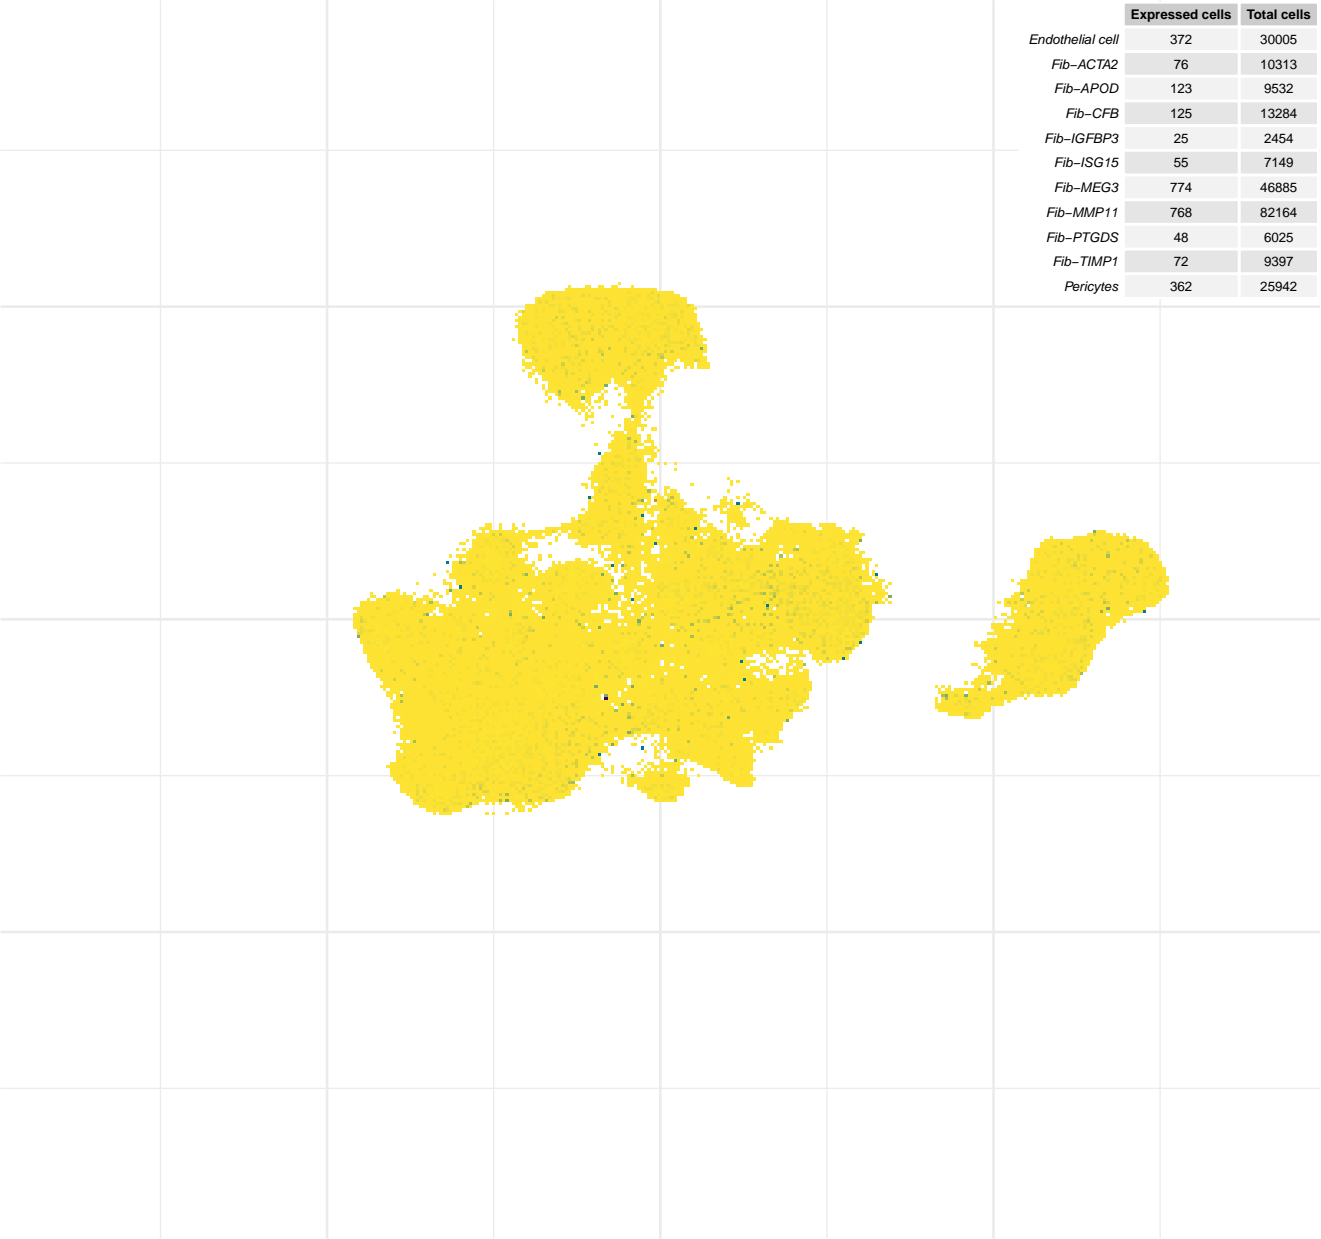 Expressed cells Total cells
Endothelial cell 372 30005
Fib−ACTA2 76 10313
Fib−APOD 123 9532
Fib−CFB 125 13284
Fib−IGFBP3 25 2454
Fib−ISG15 55 7149
Fib−MEG3 774 46885
Fib−MMP11 768 82164
Fib−PTGDS 48 6025
Fib−TIMP1 72 9397
Pericytes 362 25942